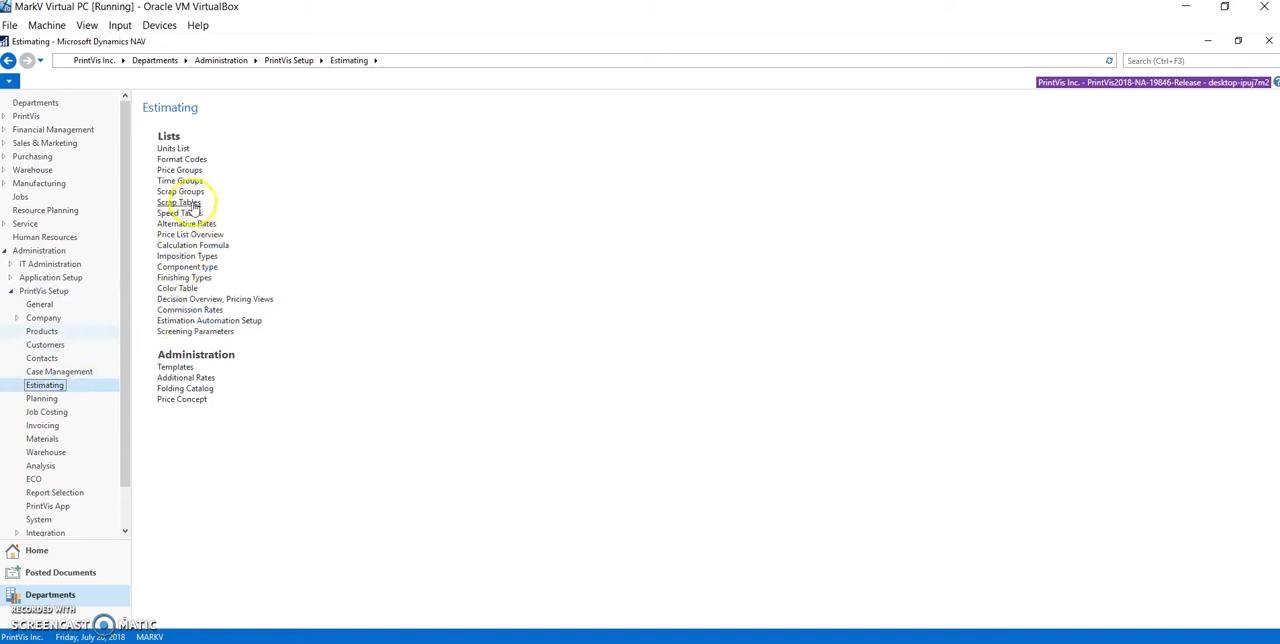 MarkV Virtual PC [Running] - Oracle VM VirtualBox
File Machine View Input Devices Help
Estimating - Microsoft Dynamics NAV
PrintVis Inc. Departments Administration PrintVis Setup Estimating
Search (Ctrl+F3)
PrintVis Inc. - PrintVis2018-NA-19846-Release - desktop-ipuj7m2
Departments
PrintVis
Financial Management
Sales & Marketing
Purchasing
Warehouse
Manufacturing
Jobs
Resource Planning
Service
Human Resources
Administration
IT Administration
Application Setup
PrintVis Setup
General
Company
Products
Customers
Contacts
Case Management
Estimating
Planning
Job Costing
Invoicing
Materials
Warehouse
Analysis
ECO
Report Selection
PrintVis App
System
Integration
Home
Posted Documents
Departments
Estimating
Lists
Units List
Format Codes
Price Groups
Time Groups
Scrap Groups
Scrap Tables
Speed Tables
Alternative Rates
Price List Overview
Calculation Formula
Imposition Types
Component type
Finishing Types
Color Table
Decision Overview, Pricing Views
Commission Rates
Estimation Automation Setup
Screening Parameters
Administration
Templates
Additional Rates
Folding Catalog
Price Concept
RECORDED WITH
SCREENCAST MATIC
PrintVis Inc. Friday, July 20, 2018 MARKV